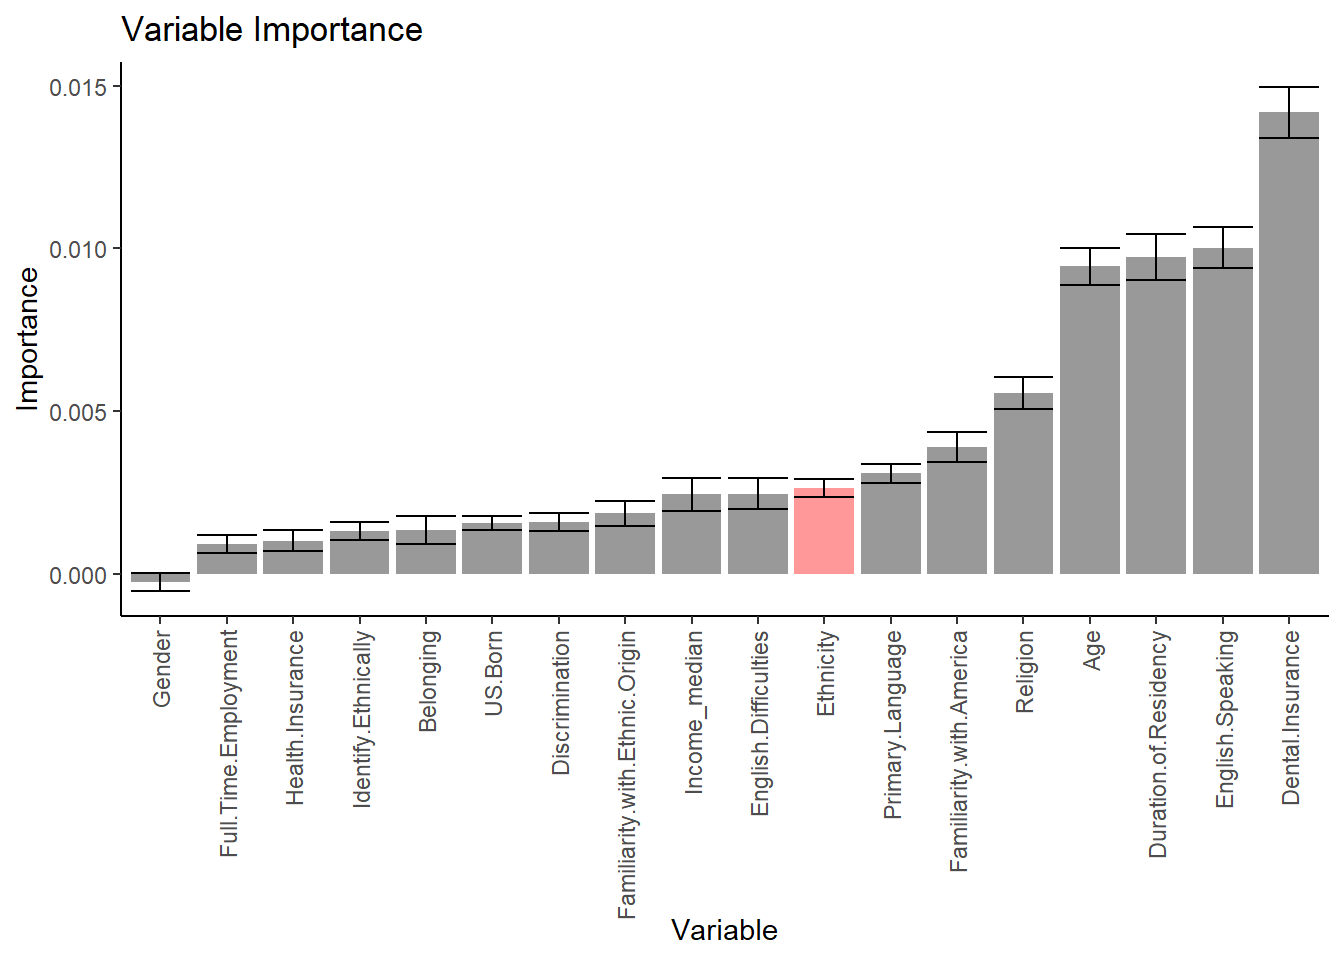 Variable Importance
0.015
0.010
0.005
0.000
Importance
Gender
Full.Time.Employment
Health.Insurance
Identify.Ethnically
Belonging
US.Born
Discrimination
Familiarity.with.Ethnic.Origin
Income_median
English.Difficulties
Ethnicity
Primary.Language
Familiarity.with.America
Religion
Age
Duration.of.Residency
English.Speaking
Dental.Insurance
Variable